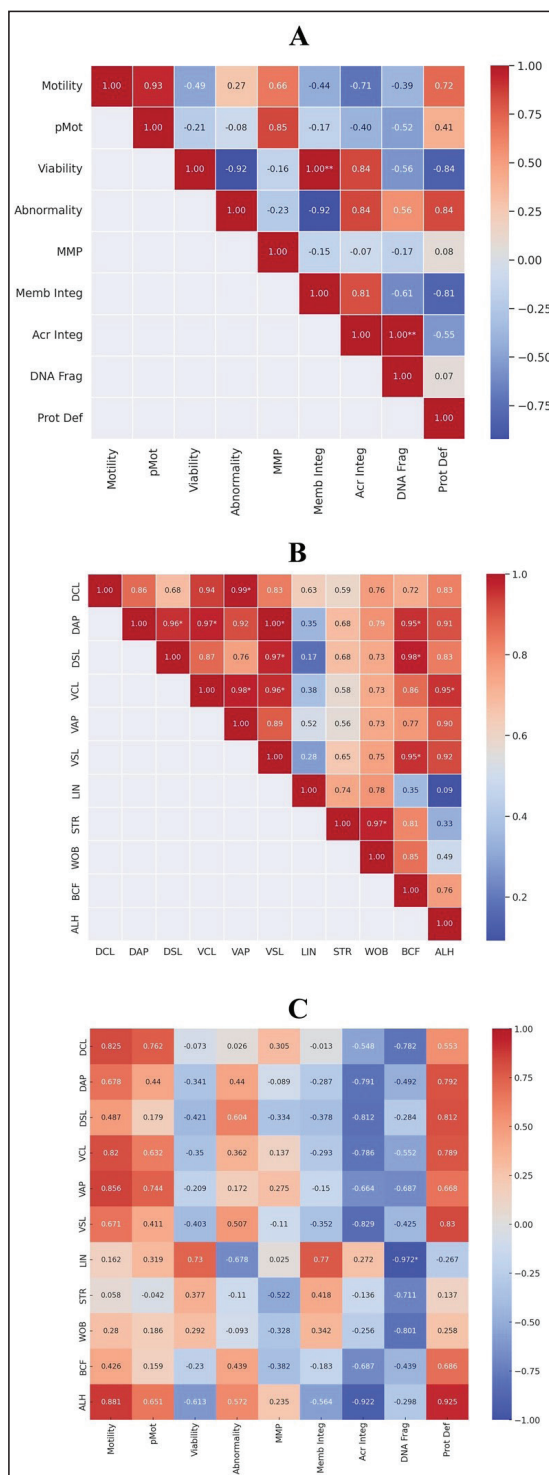 A
Motility 1.00 0.93 -0.49 0.27 0.66 -0.44 -0.71 -0.39 0.72
pMot 1.00 -0.21 -0.08 0.85 -0.17 -0.40 -0.52 0.41
Viability 1.00 -0.92 -0.16 1.00** 0.84 -0.56 -0.84
Abnormality 1.00 -0.23 -0.92 0.84 0.56 0.84
MMP 1.00 -0.15 -0.07 -0.17 0.08
Memb Integ 1.00 0.81 -0.61 -0.81
Acr Integ 1.00 1.00** -0.55
DNA Frag 1.00 0.07
Prot Def 1.00
Motility pMot Viability Abnormality MMP Memb Integ Acr Integ DNA Frag Prot Def
1.00
0.75
0.50
0.25
0.00
−0.25
−0.50
−0.75
B
DCL 1.00 0.86 0.68 0.94 0.99* 0.83 0.63 0.59 0.76 0.72 0.83
DAP 1.00 0.96* 0.97* 0.92 1.00* 0.35 0.68 0.79 0.95* 0.91
DSL 1.00 0.87 0.76 0.97* 0.17 0.68 0.73 0.98* 0.83
VCL 1.00 0.98* 0.96* 0.38 0.58 0.73 0.86 0.95*
VAP 1.00 0.89 0.52 0.56 0.73 0.77 0.90
VSL 1.00 0.28 0.65 0.75 0.95* 0.92
LIN 1.00 0.74 0.78 0.35 0.09
STR 1.00 0.97* 0.81 0.33
WOB 1.00 0.85 0.49
BCF 1.00 0.76
ALH 1.00
DCL DAP DSL VCL VAP VSL LIN STR WOB BCF ALH
1.0
0.8
0.6
0.4
0.2
C
DCL 0.825 0.762 -0.073 0.026 0.305 -0.013 -0.548 -0.782 0.553
DAP 0.678 0.44 -0.341 0.44 -0.089 -0.287 -0.791 -0.492 0.792
DSL 0.487 0.179 -0.421 0.604 -0.334 -0.378 -0.812 -0.284 0.812
VCL 0.82 0.632 -0.35 0.362 0.137 -0.293 -0.786 -0.552 0.789
VAP 0.856 0.744 -0.209 0.172 0.275 -0.15 -0.664 -0.687 0.668
VSL 0.671 0.411 -0.403 0.507 -0.11 -0.352 -0.829 -0.425 0.83
LIN 0.162 0.319 0.73 -0.678 0.025 0.77 0.272 -0.972* -0.267
STR 0.058 -0.042 0.377 -0.11 -0.522 0.418 -0.136 -0.711 0.137
WOB 0.28 0.186 0.292 -0.093 -0.328 0.342 -0.256 -0.801 0.258
BCF 0.426 0.159 -0.23 0.439 -0.382 -0.183 -0.687 -0.439 0.686
ALH 0.881 0.651 -0.613 0.572 0.235 -0.564 -0.922 -0.298 0.925
Motility pMot Viability Abnormality MMP Memb Integ Acr Integ DNA Frag Prot Def
1.00
0.75
0.50
0.25
0.00
−0.25
−0.50
−0.75
−1.00